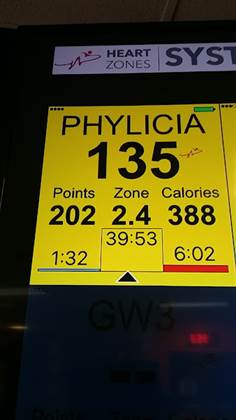 HEART
ZONES
SYST
PHYLICIA
135
Points Zone Calories
202 2.4 388
1:32 39:53 6:02
GW3
Points